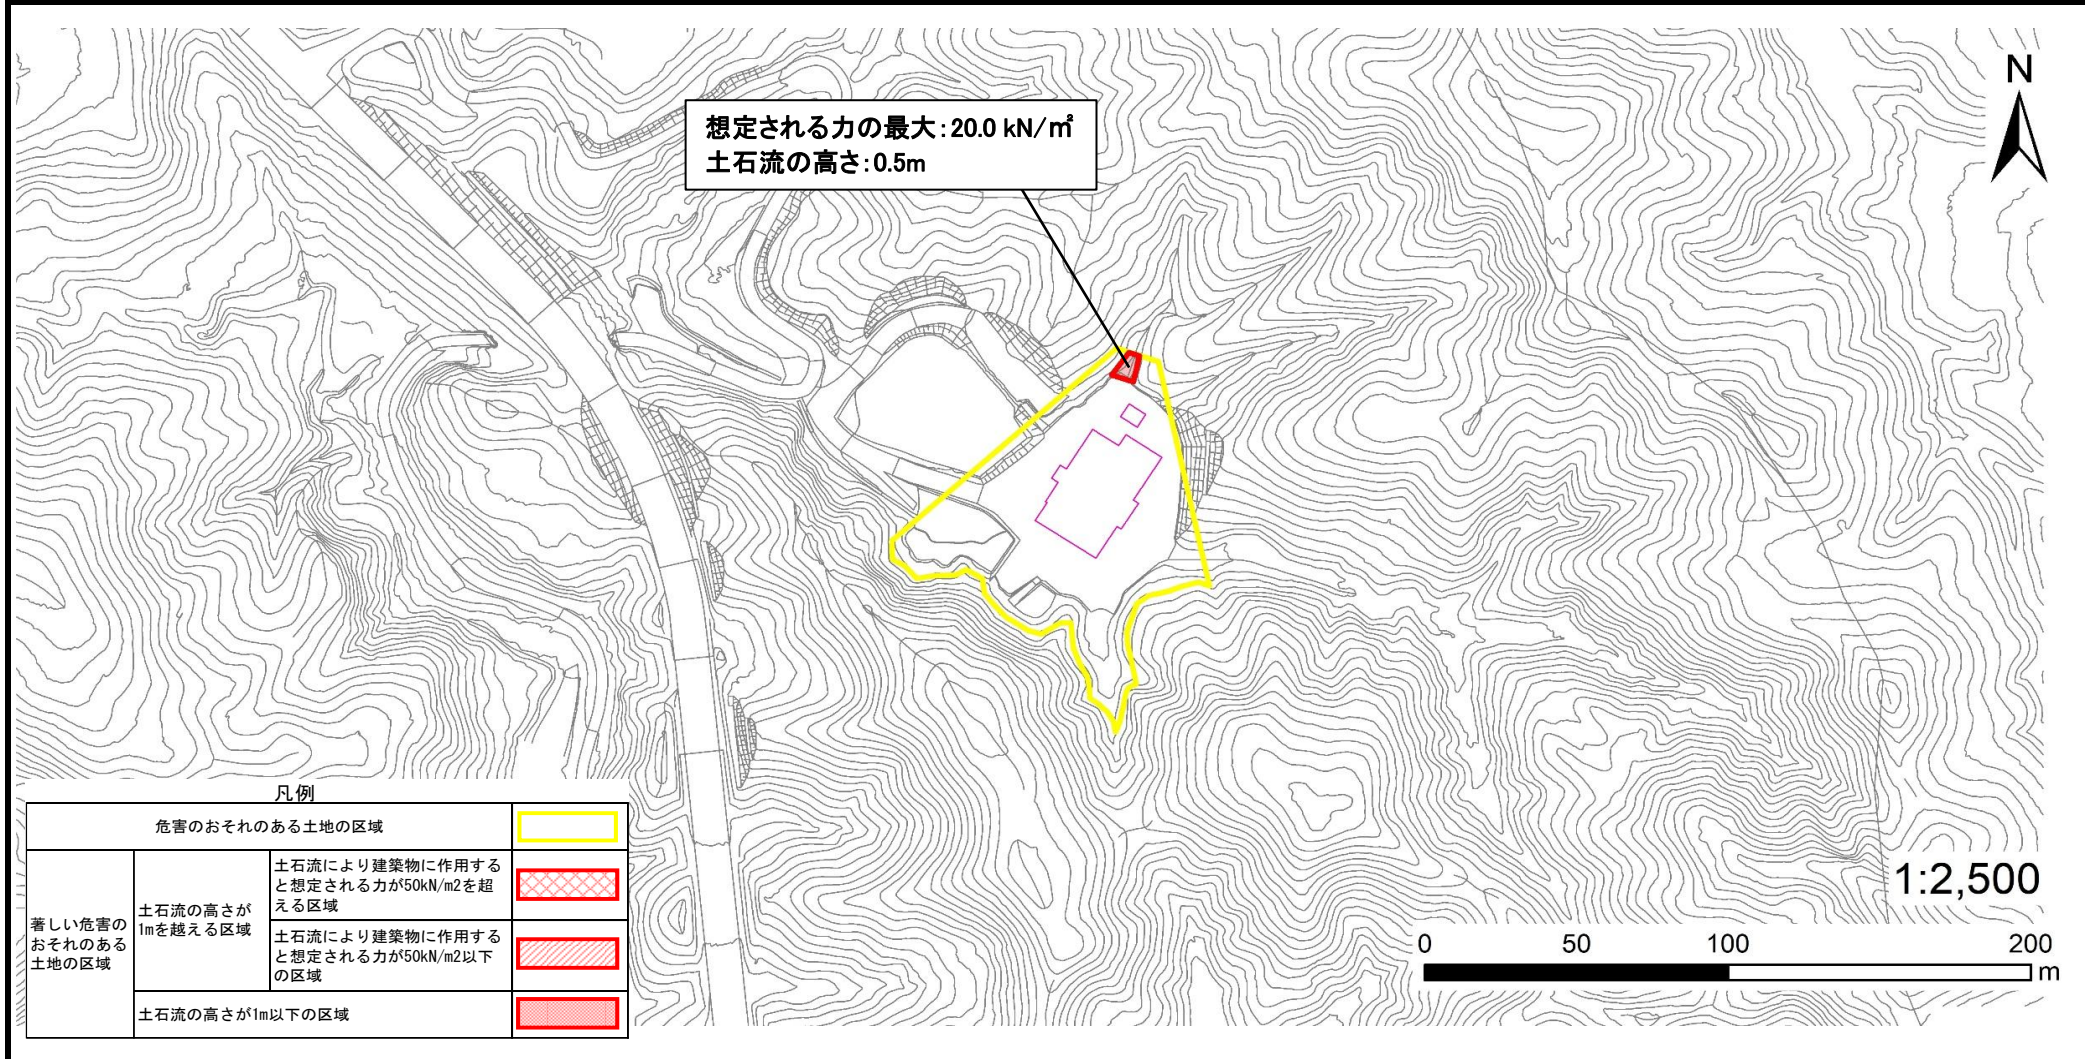 N
想定される力の最大:20.0 kN/㎡
土石流の高さ:0.5m
凡例
危害のおそれのある土地の区域
著しい危害の
おそれのある
土地の区域
土石流の高さが
1mを越える区域
土石流により建築物に作用する
と想定される力が50kN/m2を超
える区域
土石流により建築物に作用する
と想定される力が50kN/m2以下
の区域
土石流の高さが1m以下の区域
1:2,500
0 50 100 200
m